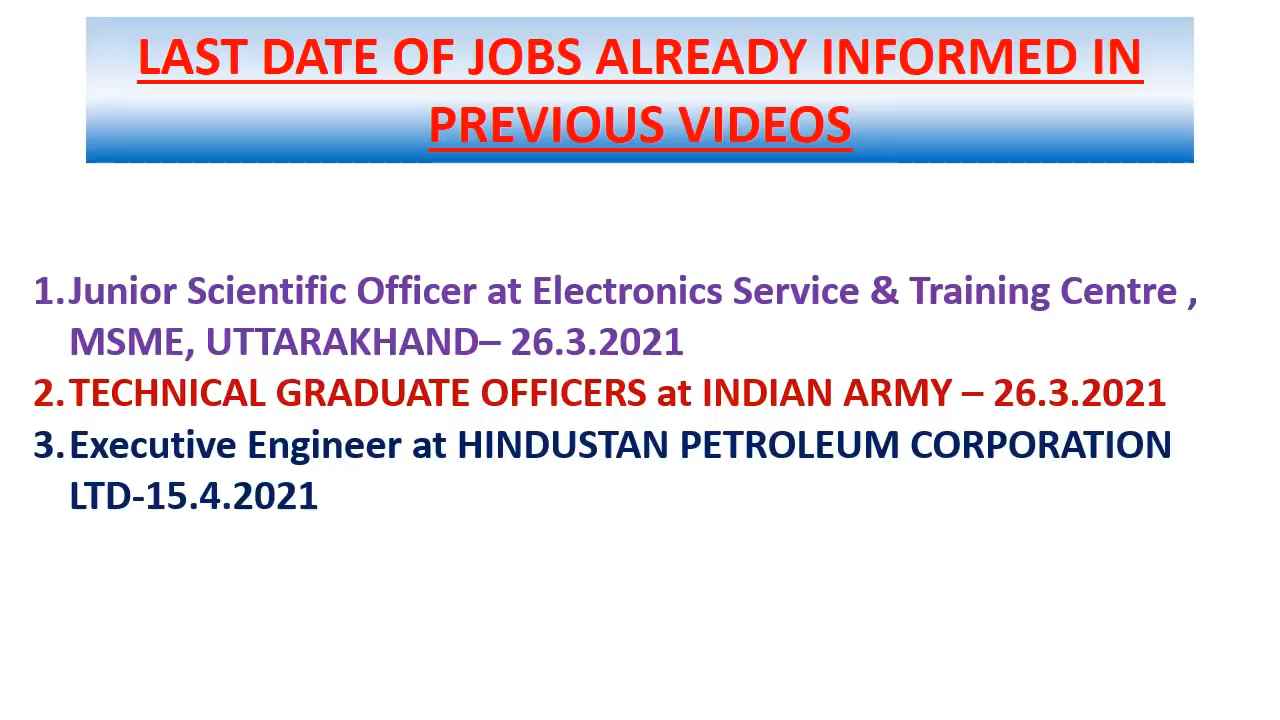 LAST DATE OF JOBS ALREADY INFORMED IN
PREVIOUS VIDEOS
1.Junior Scientific Officer at Electronics Service & Training Centre ,
MSME, UTTARAKHAND– 26.3.2021
2.TECHNICAL GRADUATE OFFICERS at INDIAN ARMY – 26.3.2021
3.Executive Engineer at HINDUSTAN PETROLEUM CORPORATION
LTD-15.4.2021